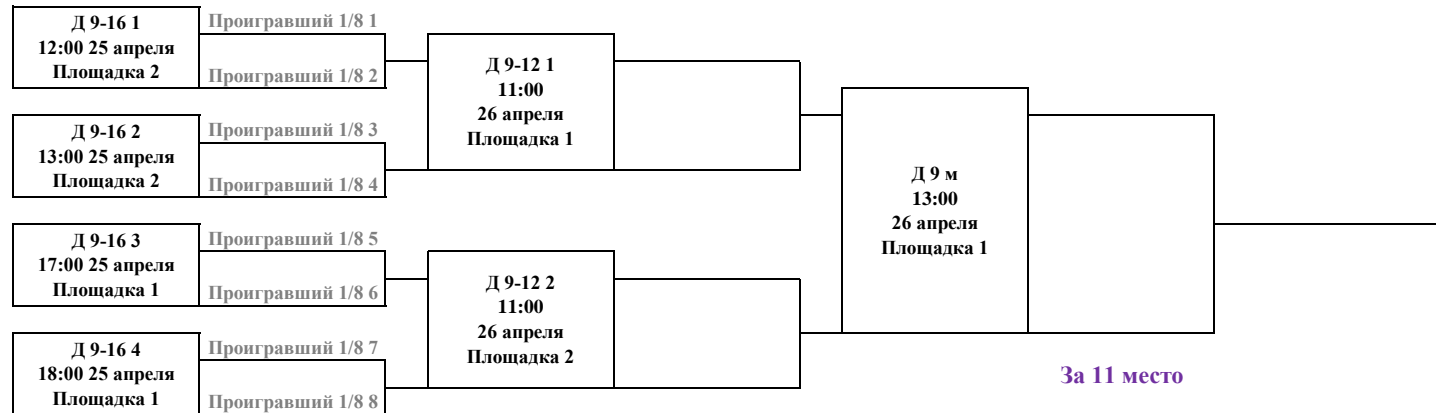 Д 9-16 1
12:00 25 апреля
Площадка 2
Проигравший 1/8 1
Проигравший 1/8 2
Д 9-16 2
13:00 25 апреля
Площадка 2
Проигравший 1/8 3
Проигравший 1/8 4
Д 9-16 3
17:00 25 апреля
Площадка 1
Проигравший 1/8 5
Проигравший 1/8 6
Д 9-16 4
18:00 25 апреля
Площадка 1
Проигравший 1/8 7
Проигравший 1/8 8
Д 9-12 1
11:00
26 апреля
Площадка 1
Д 9-12 2
11:00
26 апреля
Площадка 2
Д 9 м
13:00
26 апреля
Площадка 1
За 11 место